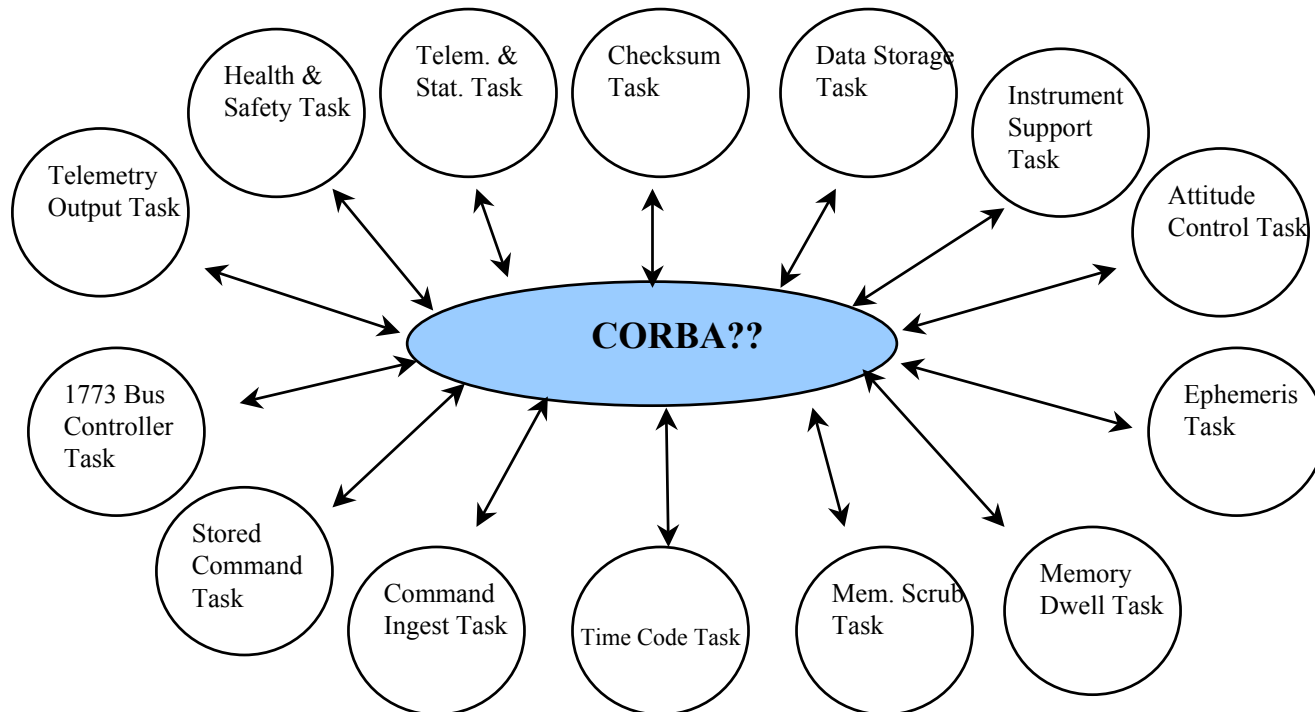 Telem. &
Stat. Task
Checksum
Task
Data Storage
Task
Health &
Safety Task
Instrument
Support
Task
Telemetry
Output Task
Attitude
Control Task
CORBA??
1773 Bus
Controller
Task
Ephemeris
Task
Stored
Command
Task
Command
Ingest Task
Time Code Task
Mem. Scrub
Task
Memory
Dwell Task